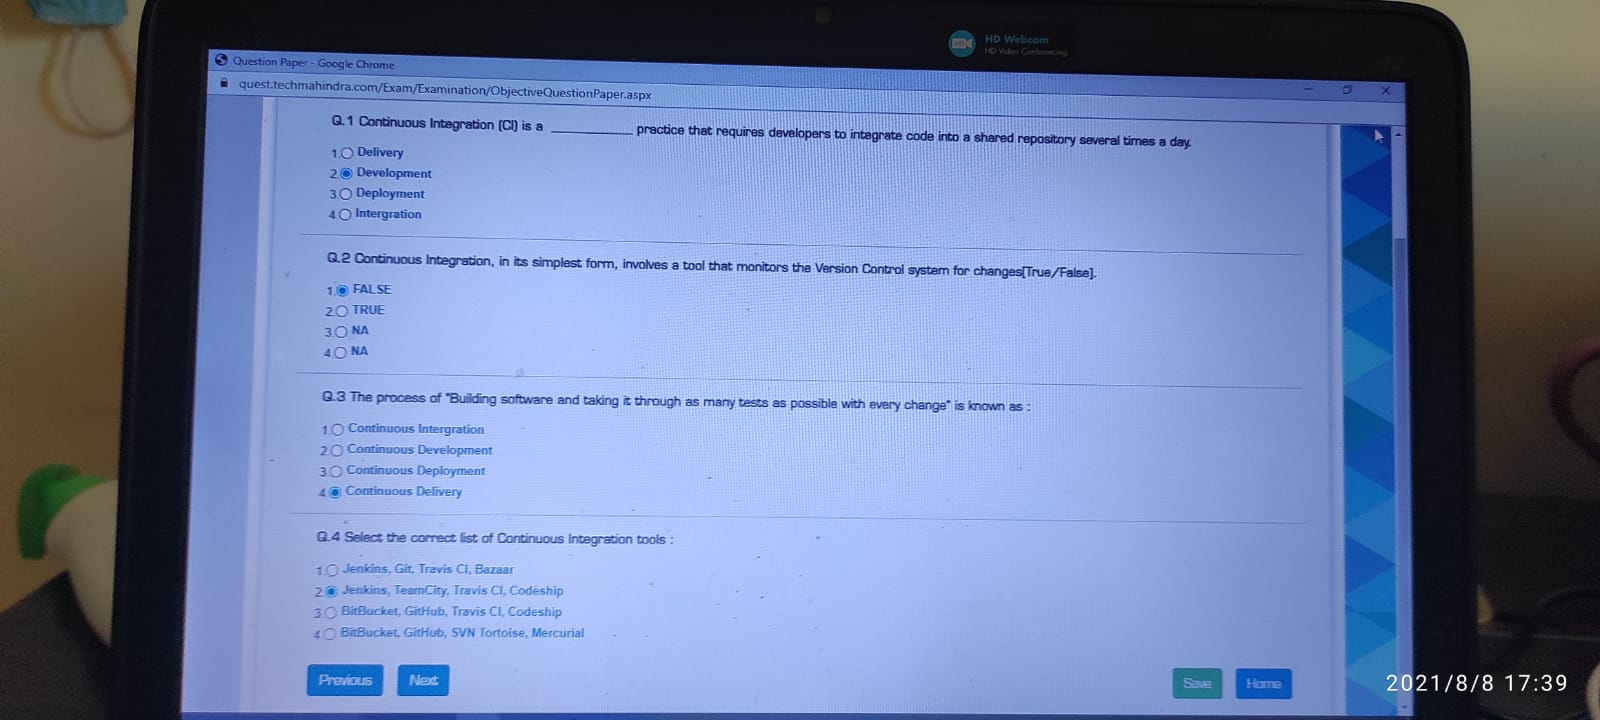 HD Webcam
HD Video Conferencing
Question Paper - Google Chrome
quest.techmahindra.com/Exam/Examination/ObjectiveQuestionPaper.aspx
Q.1 Continuous Integration (CI) is a ____________ practice that requires developers to integrate code into a shared repository several times a day.
1. Delivery
2. Development
3. Deployment
4. Intergration
Q.2 Continuous Integration, in its simplest form, involves a tool that monitors the Version Control system for changes[True/False].
1. FALSE
2. TRUE
3. NA
4. NA
Q.3 The process of "Building software and taking it through as many tests as possible with every change" is known as :
1. Continuous Intergration
2. Continuous Development
3. Continuous Deployment
4. Continuous Delivery
Q.4 Select the correct list of Continuous Integration tools :
1. Jenkins, Git, Travis CI, Bazaar
2. Jenkins, TeamCity, Travis CI, Codeship
3. BitBucket, GitHub, Travis CI, Codeship
4. BitBucket, GitHub, SVN Tortoise, Mercurial
Previous Next Save Home
2021/8/8 17:39